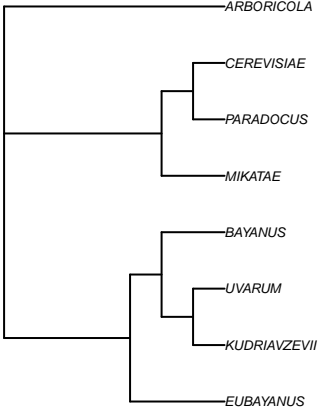 ARBORICOLA
CEREVISIAE
PARADOCUS
MIKATAE
BAYANUS
UVARUM
KUDRIAVZEVII
EUBAYANUS